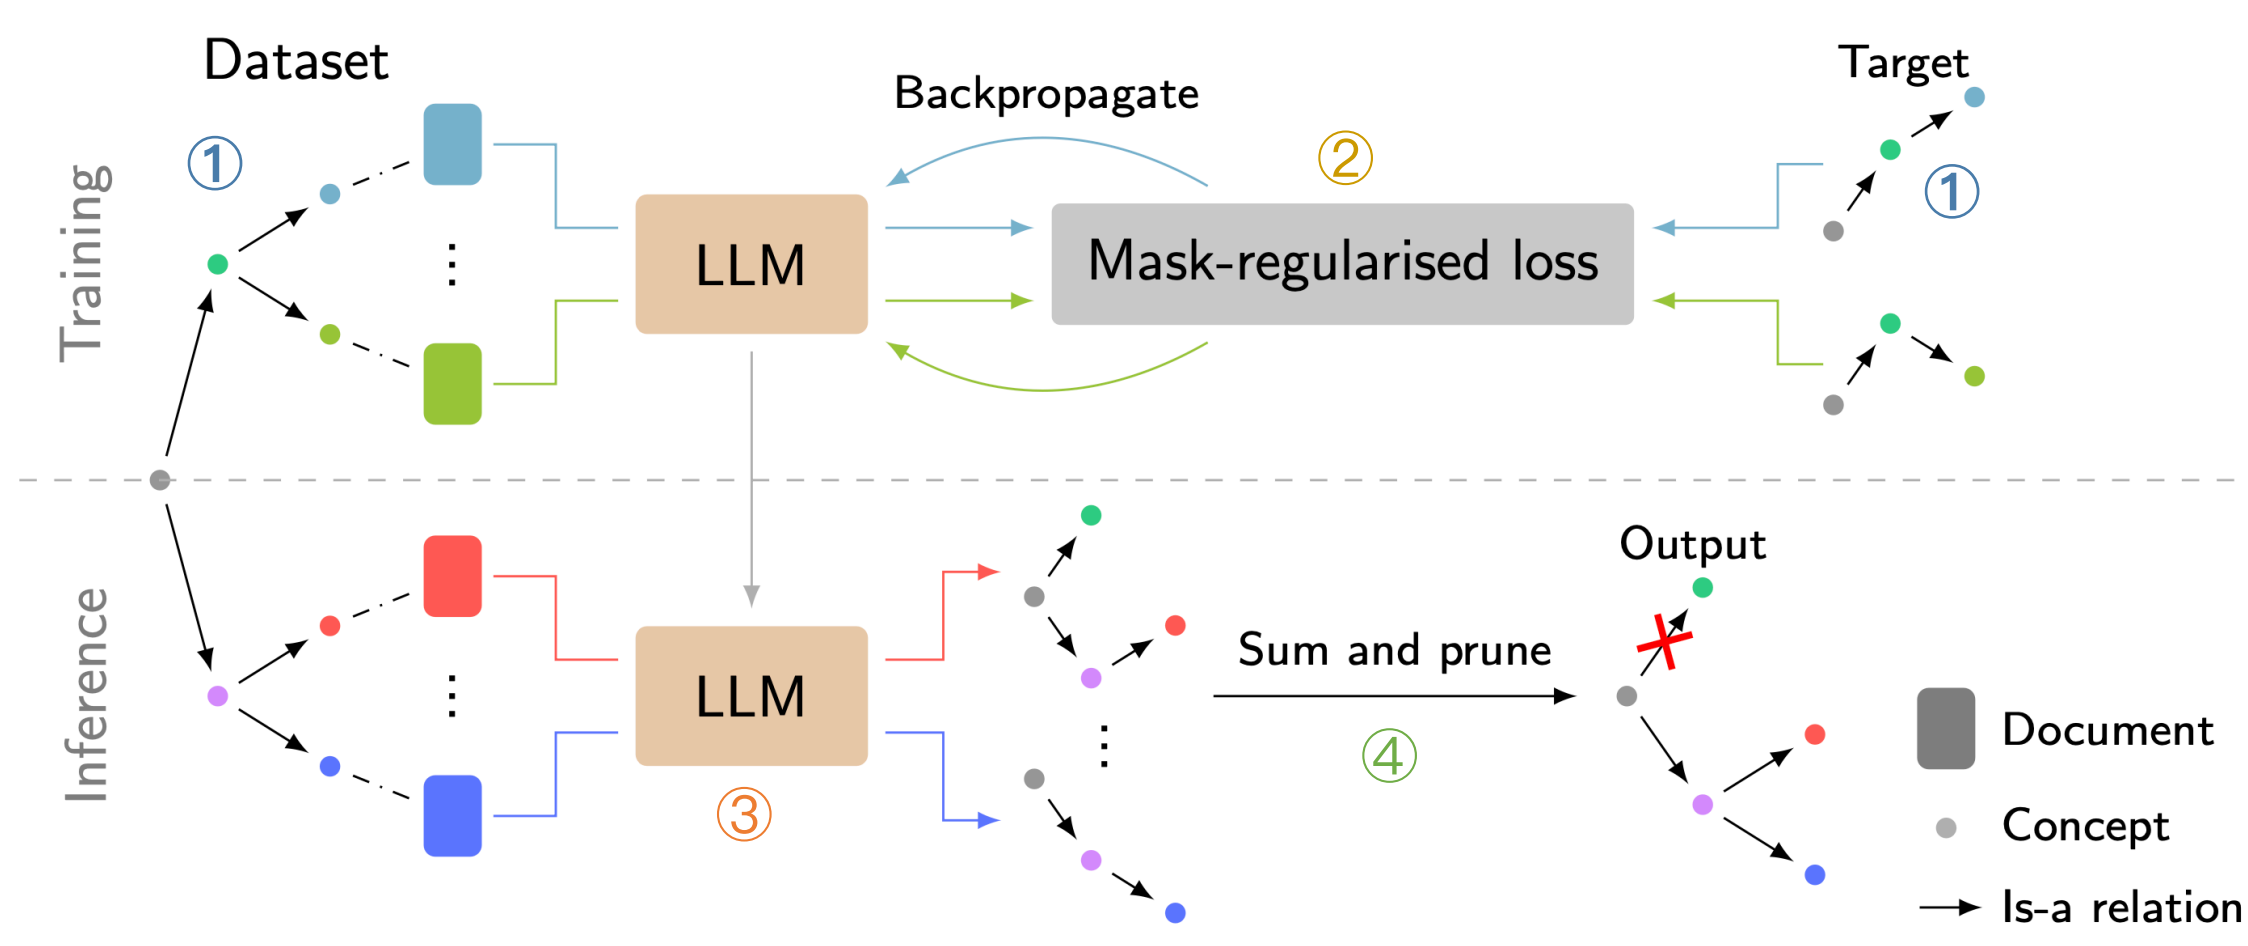 Dataset
Backpropagate
Target
①
②
①
Training
LLM
Mask-regularised loss
Inference
LLM
③
Sum and prune
④
Output
Document
Concept
Is-a relation